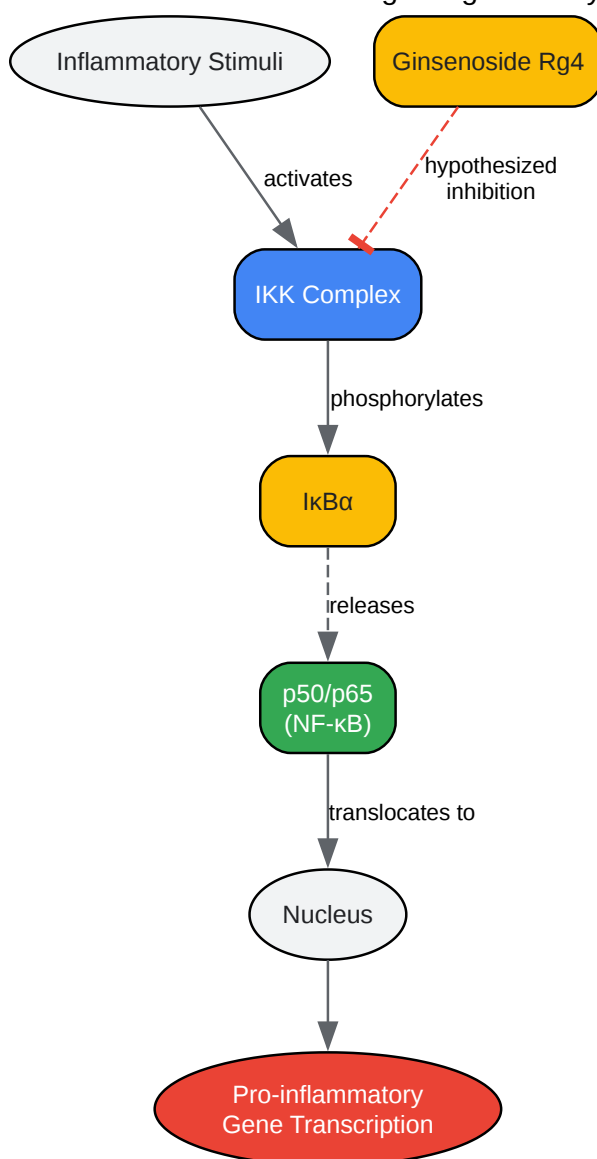 Inflammatory Stimuli
Ginsenoside Rg4
activates
hypothesized
inhibition
IKK Complex
phosphorylates
IκBα
releases
p50/p65
(NF-κB)
translocates to
Nucleus
Pro-inflammatory
Gene Transcription